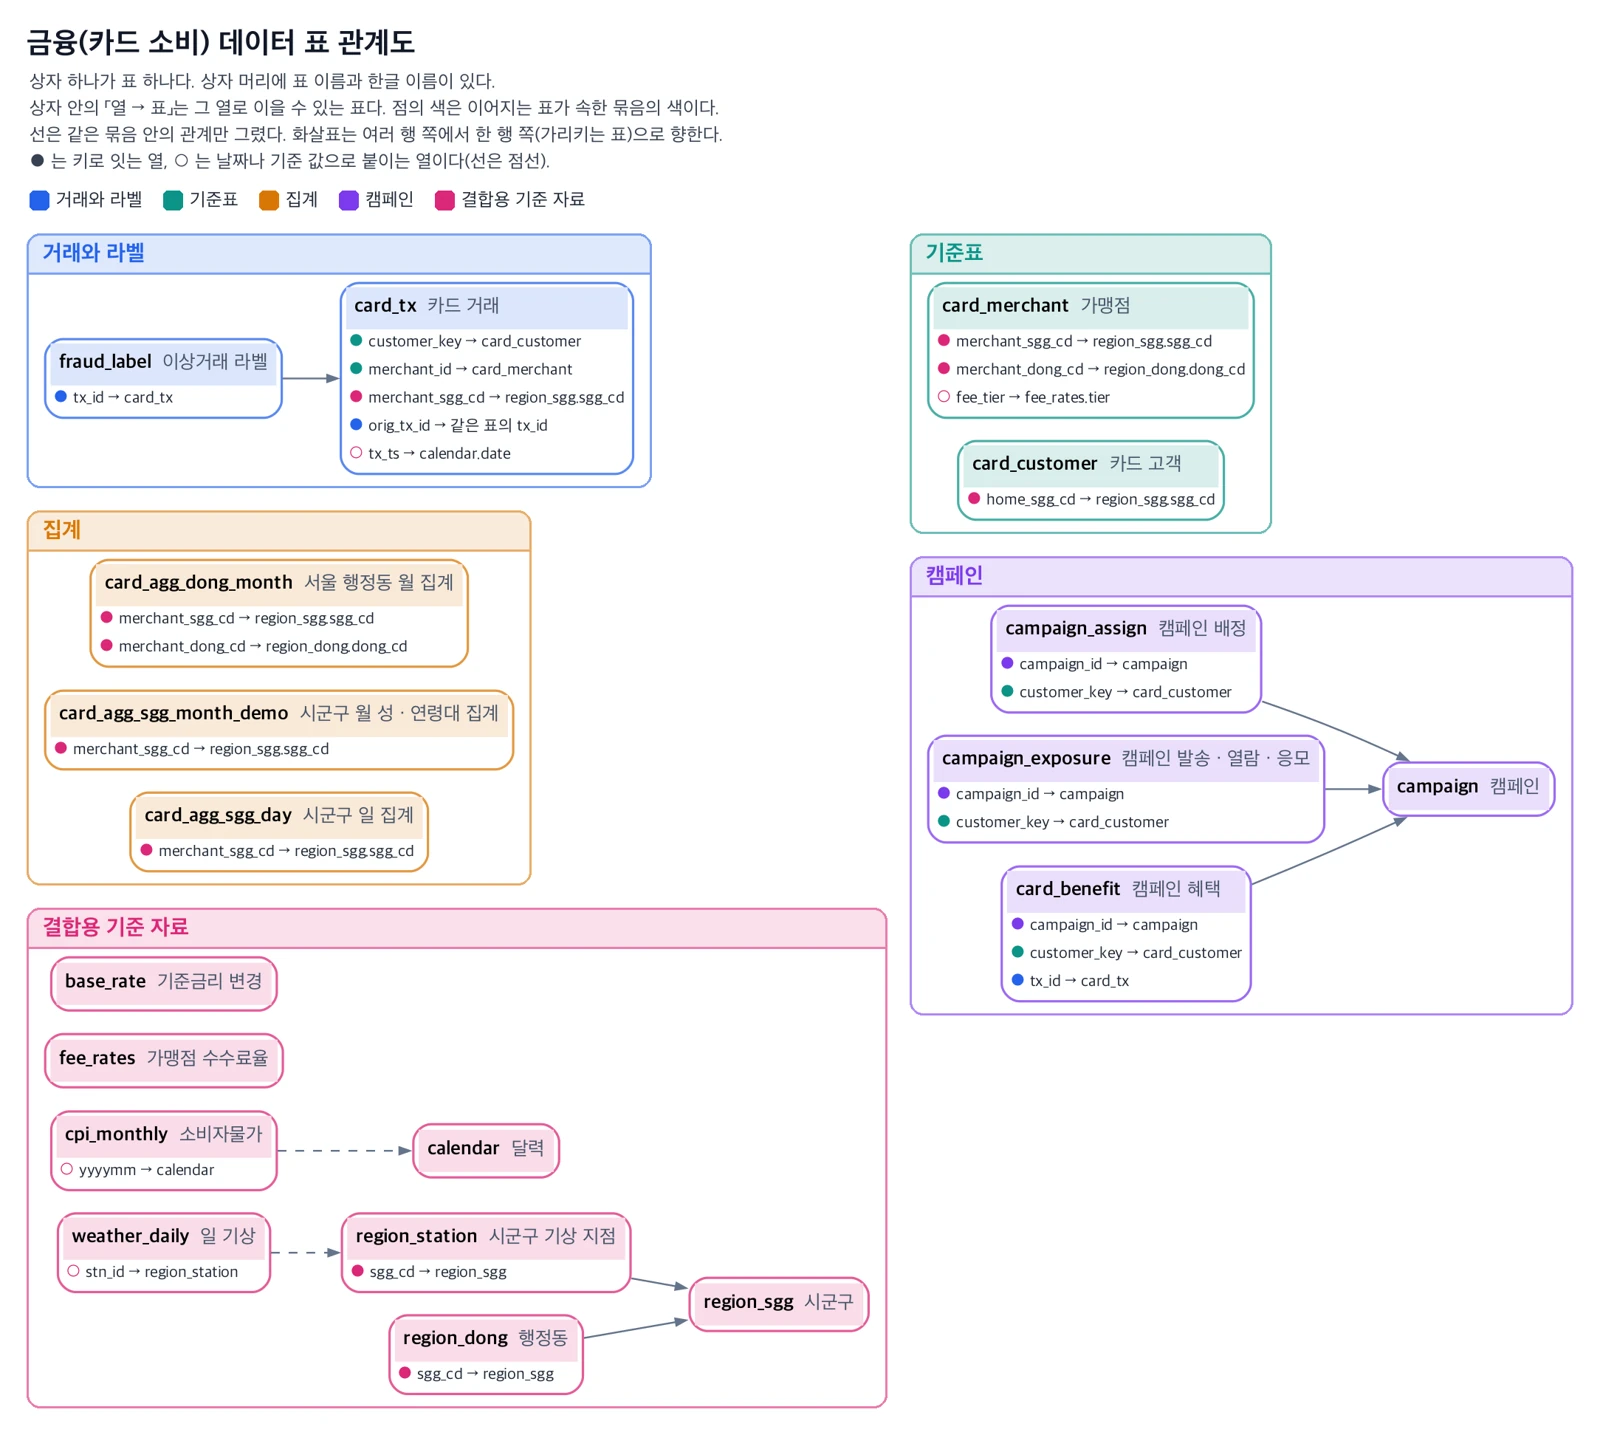 금융(카드 소비) 데이터 표 관계도
상자 하나가 표 하나다. 상자 머리에 표 이름과 한글 이름이 있다.
상자 안의 「열 → 표」는 그 열로 이을 수 있는 표다. 점의 색은 이어지는 표가 속한 묶음의 색이다.
선은 같은 묶음 안의 관계만 그렸다. 화살표는 여러 행 쪽에서 한 행 쪽(가리키는 표)으로 향한다.
● 는 키로 잇는 열, ○ 는 날짜나 기준 값으로 붙이는 열이다(선은 점선).
거래와 라벨 기준표 집계 캠페인 결합용 기준 자료
거래와 라벨
fraud_label 이상거래 라벨
● tx_id → card_tx
card_tx 카드 거래
● customer_key → card_customer
● merchant_id → card_merchant
● merchant_sgg_cd → region_sgg.sgg_cd
● orig_tx_id → 같은 표의 tx_id
○ tx_ts → calendar.date
기준표
card_merchant 가맹점
● merchant_sgg_cd → region_sgg.sgg_cd
● merchant_dong_cd → region_dong.dong_cd
○ fee_tier → fee_rates.tier
card_customer 카드 고객
● home_sgg_cd → region_sgg.sgg_cd
집계
card_agg_dong_month 서울 행정동 월 집계
● merchant_sgg_cd → region_sgg.sgg_cd
● merchant_dong_cd → region_dong.dong_cd
card_agg_sgg_month_demo 시군구 월 성 · 연령대 집계
● merchant_sgg_cd → region_sgg.sgg_cd
card_agg_sgg_day 시군구 일 집계
● merchant_sgg_cd → region_sgg.sgg_cd
캠페인
campaign_assign 캠페인 배정
● campaign_id → campaign
● customer_key → card_customer
campaign_exposure 캠페인 발송 · 열람 · 응모
● campaign_id → campaign
● customer_key → card_customer
card_benefit 캠페인 혜택
● campaign_id → campaign
● customer_key → card_customer
● tx_id → card_tx
campaign 캠페인
결합용 기준 자료
base_rate 기준금리 변경
fee_rates 가맹점 수수료율
cpi_monthly 소비자물가
○ yyyymm → calendar
calendar 달력
weather_daily 일 기상
○ stn_id → region_station
region_station 시군구 기상 지점
● sgg_cd → region_sgg
region_dong 행정동
● sgg_cd → region_sgg
region_sgg 시군구